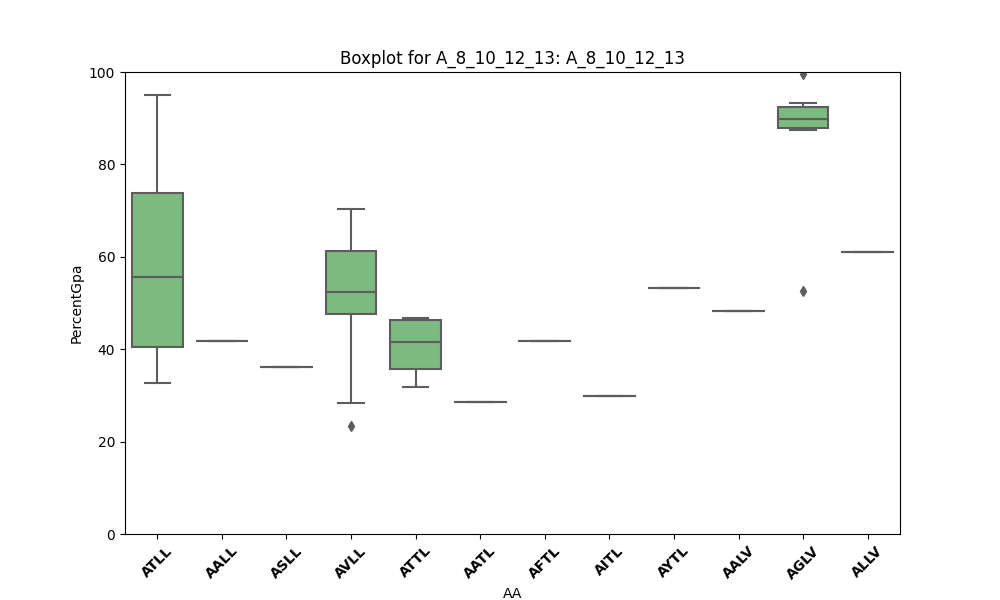 Boxplot for A_8_10_12_13: A_8_10_12_13
100
80
60
40
20
0
PercentGpa
ATLL
AALL
ASLL
AVLL
ATTL
AATL
AFTL
AITL
AYTL
AALV
AGLV
ALLV
AA